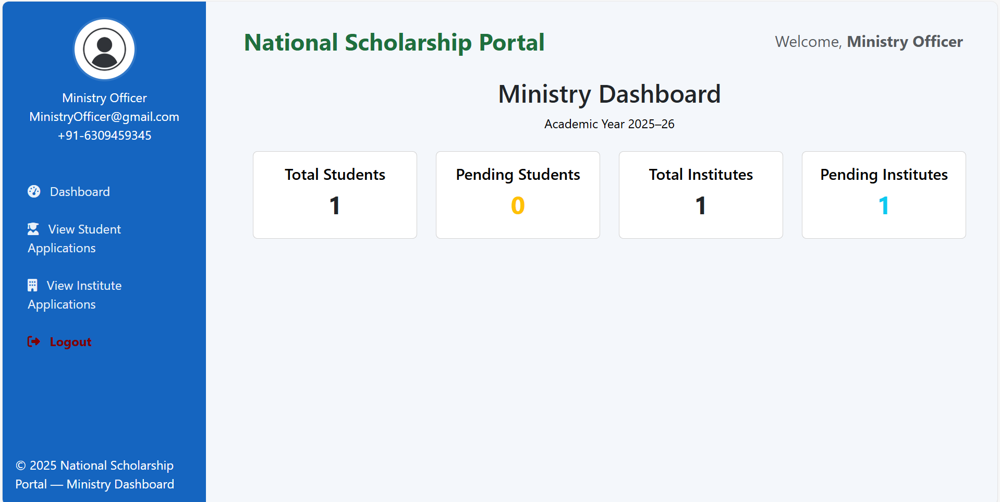 Ministry Officer
MinistryOfficer@gmail.com
+91-6309459345
Dashboard
View Student
Applications
View Institute
Applications
Logout
© 2025 National Scholarship
Portal — Ministry Dashboard
National Scholarship Portal
Welcome, Ministry Officer
Ministry Dashboard
Academic Year 2025–26
Total Students
1
Pending Students
0
Total Institutes
1
Pending Institutes
1